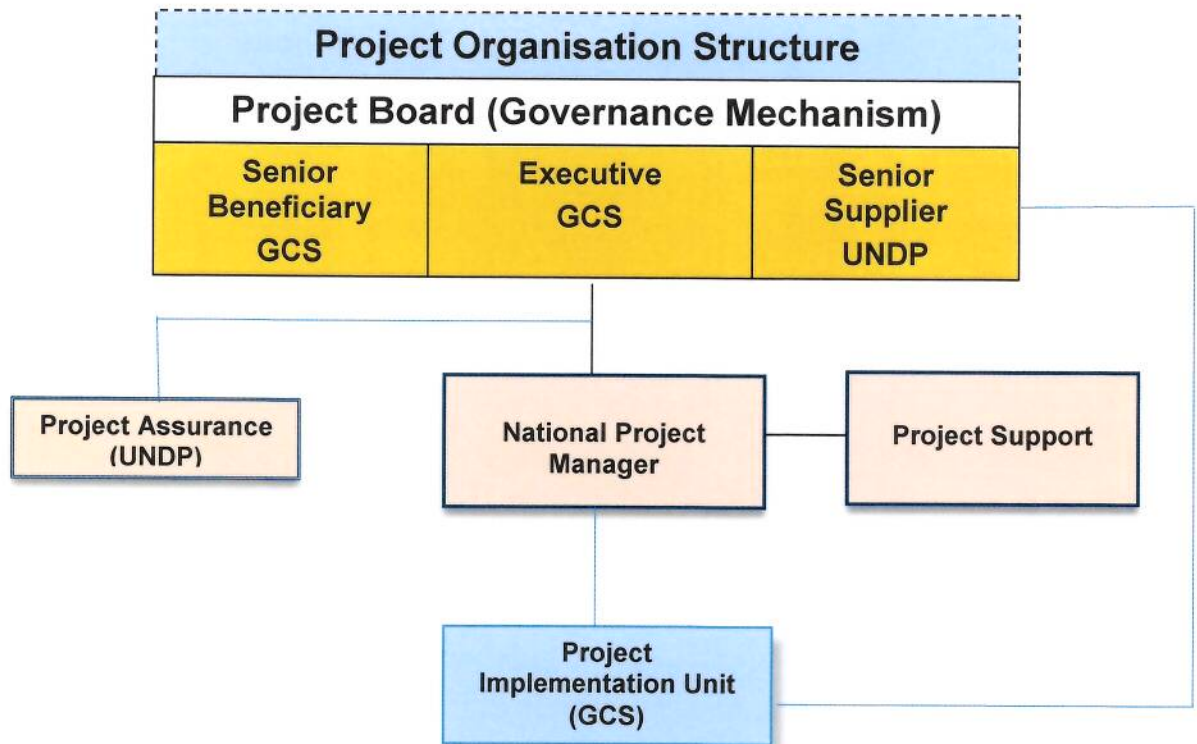 Project Organisation Structure
Project Board (Governance Mechanism)
Senior
Beneficiary
GCS
Executive
GCS
Senior
Supplier
UNDP
Project Assurance
(UNDP)
National Project
Manager
Project Support
Project
Implementation Unit
(GCS)